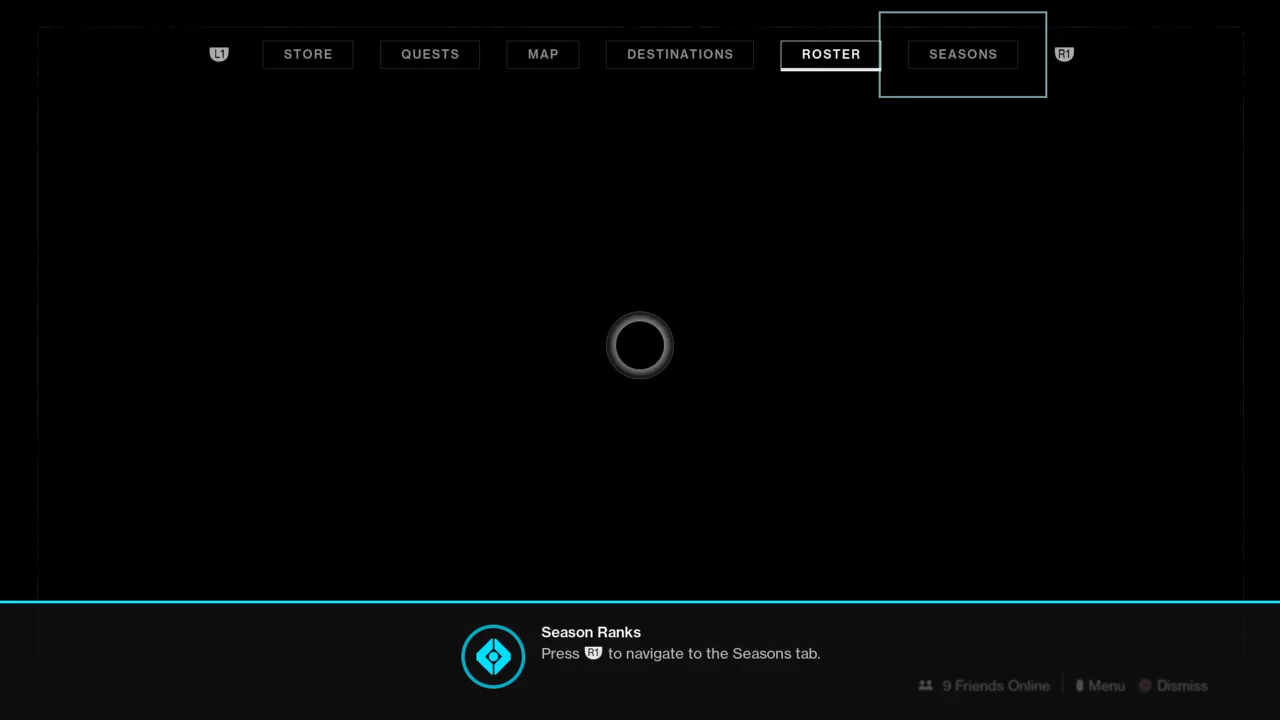 L1 STORE QUESTS MAP DESTINATIONS ROSTER SEASONS R1
Season Ranks
Press R1 to navigate to the Seasons tab.
9 Friends Online Menu Dismiss